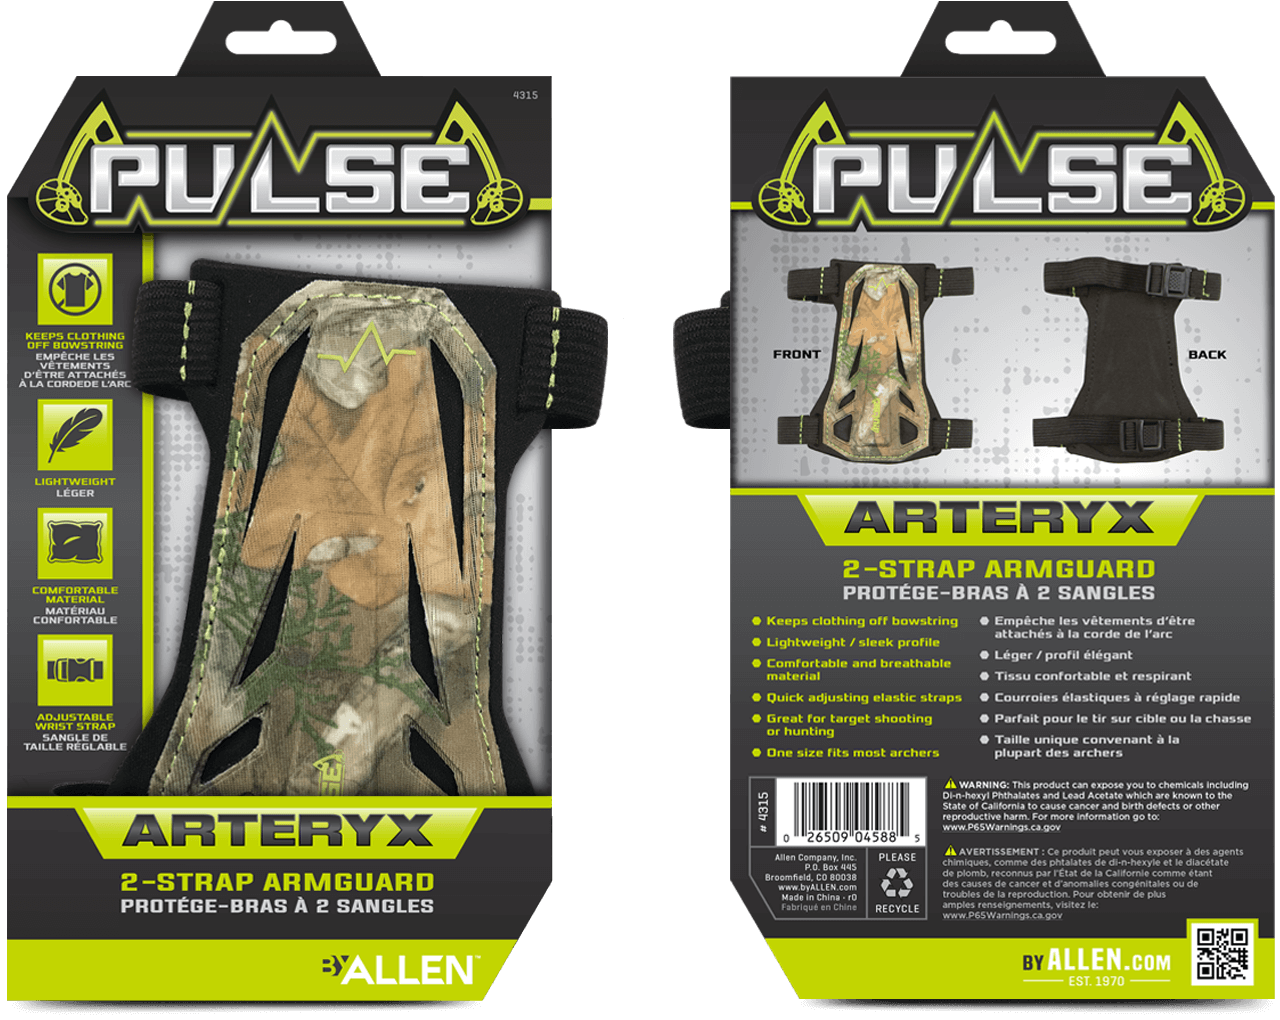 4315
PULSE
KEEPS CLOTHING
OFF BOWSTRING
EMPÊCHE LES
VÊTEMENTS
D'ÊTRE ATTACHÉS
À LA CORDEDE L'ARC
LIGHTWEIGHT
LÉGER
COMFORTABLE
MATERIAL
MATÉRIAU
CONFORTABLE
ADJUSTABLE
WRIST STRAP
SANGLE DE
TAILLE RÉGLABLE
ARTERYX
2-STRAP ARMGUARD
PROTÉGE-BRAS À 2 SANGLES
BY ALLEN™
PULSE
FRONT
BACK
ARTERYX
2-STRAP ARMGUARD
PROTÉGE-BRAS À 2 SANGLES
Keeps clothing off bowstring
Lightweight / sleek profile
Comfortable and breathable
material
Quick adjusting elastic straps
Great for target shooting
or hunting
One size fits most archers
Empêche les vêtements d'être
attachés à la corde de l'arc
Léger / profil élégant
Tissu confortable et respirant
Courroies élastiques à réglage rapide
Parfait pour le tir sur cible ou la chasse
Taille unique convenant à la
plupart des archers
# 4315
0 26509 04588 5
Allen Company, Inc.
P.O. Box 445
Broomfield, CO 80038
www.byALLEN.com
Made in China · r0
Fabriqué en Chine
PLEASE
RECYCLE
WARNING: This product can expose you to chemicals including
Di-n-hexyl Phthalates and Lead Acetate which are known to the
State of California to cause cancer and birth defects or other
reproductive harm. For more information go to:
www.P65Warnings.ca.gov
AVERTISSEMENT : Ce produit peut vous exposer à des agents
chimiques, comme des phtalates de di-n-hexyle et le diacétate
de plomb, reconnus par l'État de la Californie comme étant
des causes de cancer et d'anomalies congénitales ou de
troubles de la reproduction. Pour obtenir de plus
amples renseignements, visitez le:
www.P65Warnings.ca.gov
BY ALLEN.COM
EST. 1970